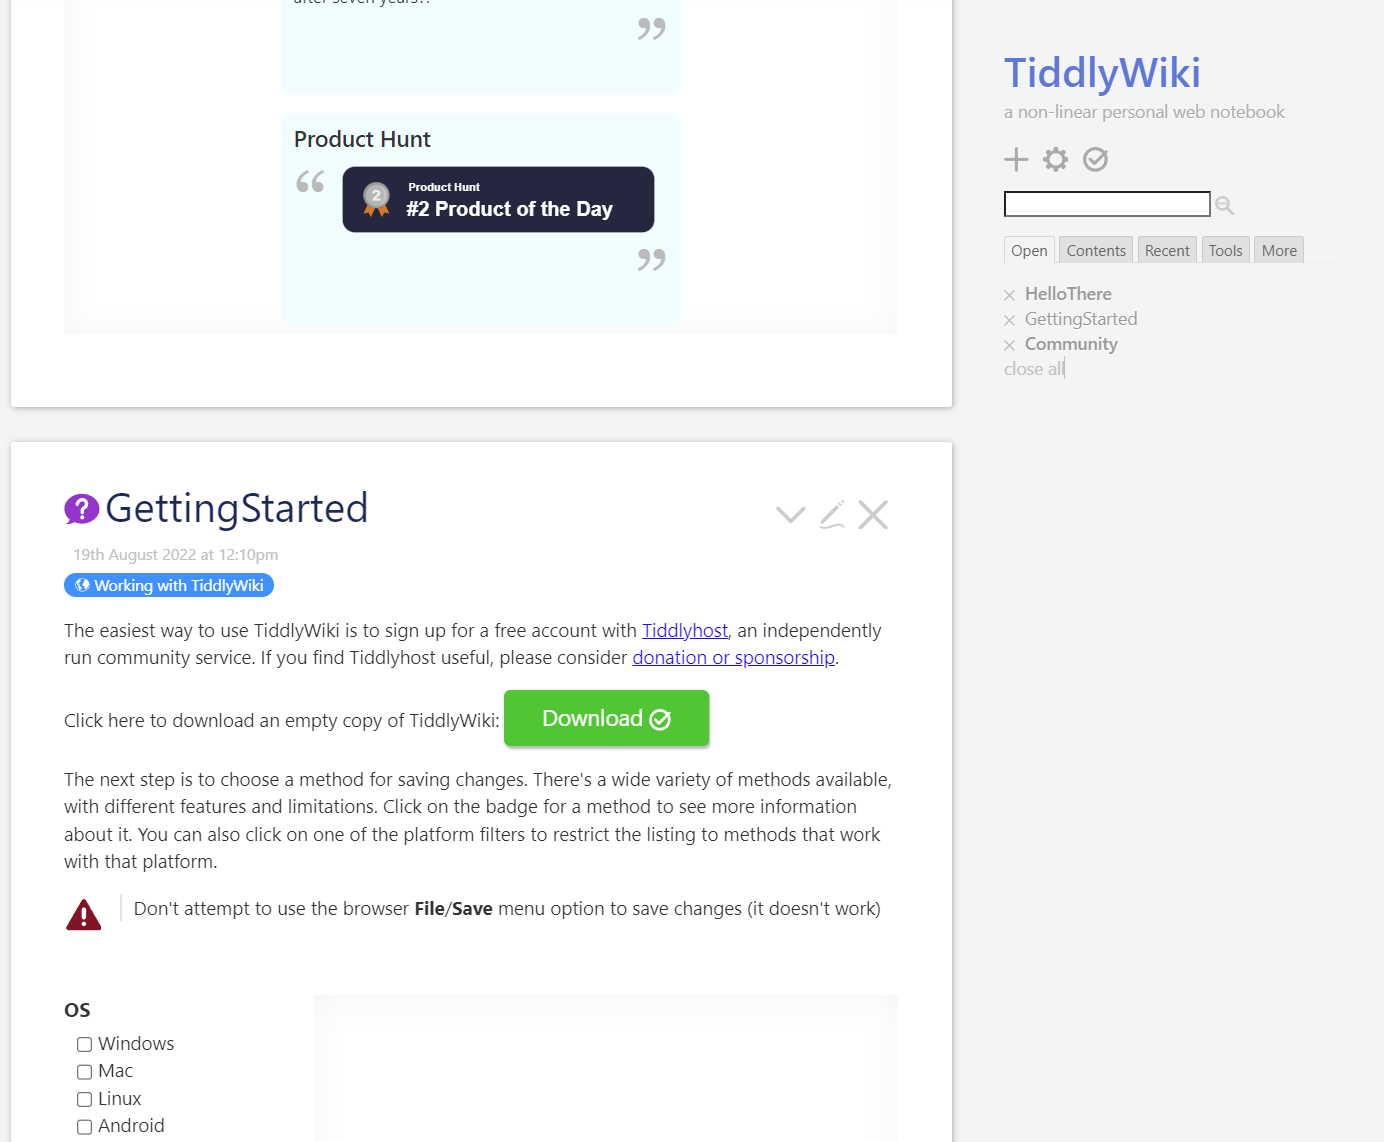 after seven years??
”
Product Hunt
“
2
Product Hunt
#2 Product of the Day
”
GettingStarted
19th August 2022 at 12:10pm
Working with TiddlyWiki
The easiest way to use TiddlyWiki is to sign up for a free account with Tiddlyhost, an independently
run community service. If you find Tiddlyhost useful, please consider donation or sponsorship.
Click here to download an empty copy of TiddlyWiki: Download
The next step is to choose a method for saving changes. There's a wide variety of methods available,
with different features and limitations. Click on the badge for a method to see more information
about it. You can also click on one of the platform filters to restrict the listing to methods that work
with that platform.
Don't attempt to use the browser File/Save menu option to save changes (it doesn't work)
OS
Windows
Mac
Linux
Android
TiddlyWiki
a non-linear personal web notebook
Open Contents Recent Tools More
HelloThere
GettingStarted
Community
close all